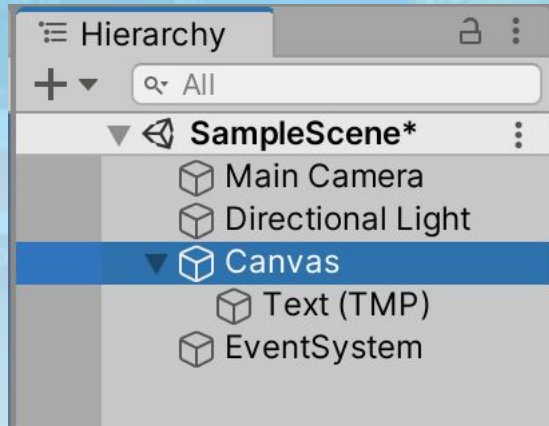 Hierarchy
All
SampleScene*
Main Camera
Directional Light
Canvas
Text (TMP)
EventSystem